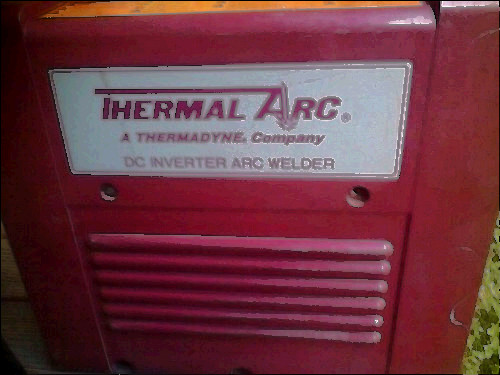 THERMAL ARC®
A THERMADYNE® Company
DC INVERTER ARC WELDER